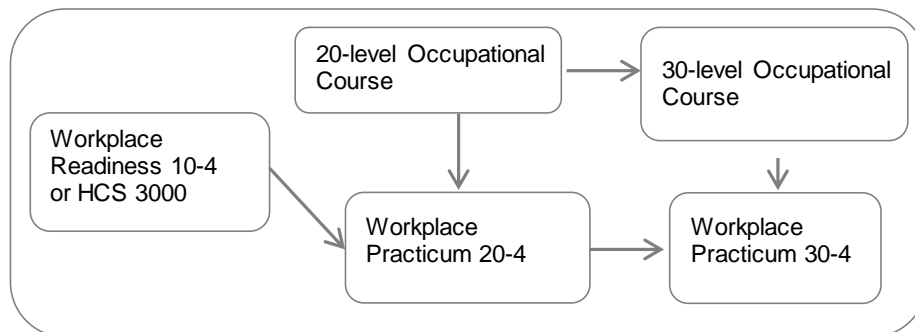 20-level Occupational
Course
30-level Occupational
Course
Workplace
Readiness 10-4
or HCS 3000
Workplace
Practicum 20-4
Workplace
Practicum 30-4